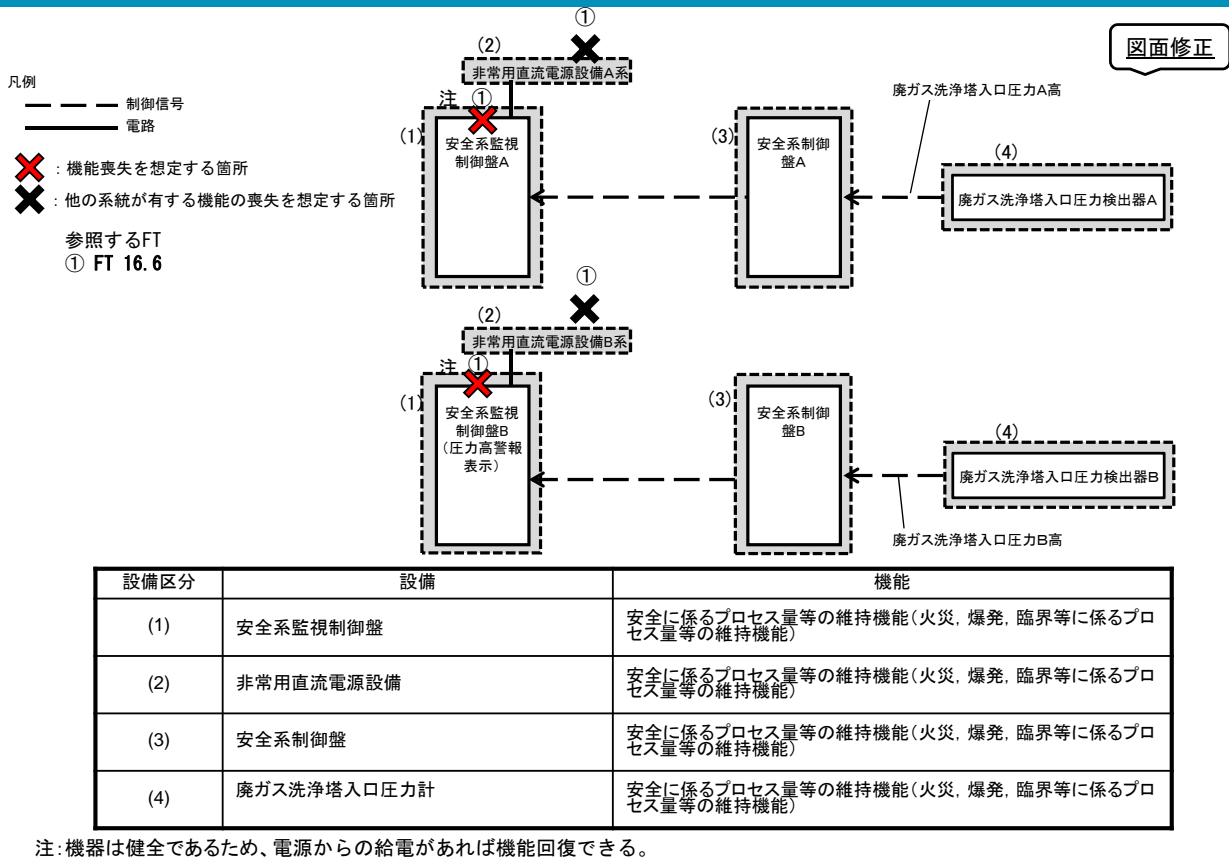 図面修正
凡例
制御信号
電路
：機能喪失を想定する箇所
：他の系統が有する機能の喪失を想定する箇所
参照するFT
① FT 16.6
①
(2)
非常用直流電源設備A系
注 ①
(1)
安全系監視
制御盤A
(3)
安全系制御
盤A
廃ガス洗浄塔入口圧力A高
(4)
廃ガス洗浄塔入口圧力検出器A
①
(2)
非常用直流電源設備B系
注 ①
(1)
安全系監視
制御盤B
（圧力高警報
表示）
(3)
安全系制御
盤B
(4)
廃ガス洗浄塔入口圧力検出器B
廃ガス洗浄塔入口圧力B高
設備区分 設備 機能
(1) 安全系監視制御盤 安全に係るプロセス量等の維持機能（火災，爆発，臨界等に係るプロ
セス量等の維持機能）
(2) 非常用直流電源設備 安全に係るプロセス量等の維持機能（火災，爆発，臨界等に係るプロ
セス量等の維持機能）
(3) 安全系制御盤 安全に係るプロセス量等の維持機能（火災，爆発，臨界等に係るプロ
セス量等の維持機能）
(4) 廃ガス洗浄塔入口圧力計 安全に係るプロセス量等の維持機能（火災，爆発，臨界等に係るプロ
セス量等の維持機能）
注：機器は健全であるため、電源からの給電があれば機能回復できる。